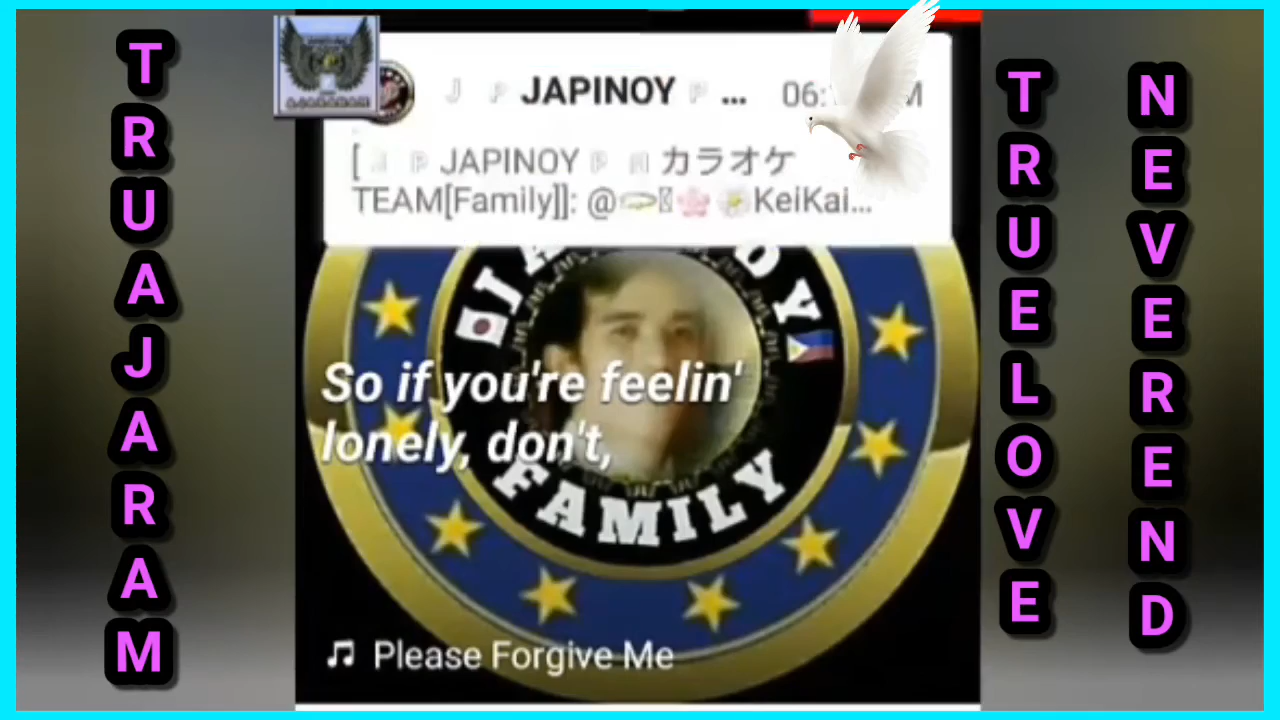 TRUAJARAM
J P JAPINOY P ...
[ J P JAPINOY P カラオケ
TEAM[Family]]: @KeiKai...
FAMILY
So if you're feelin'
lonely, don't,
Please Forgive Me
TRUELOVE
NEVEREND